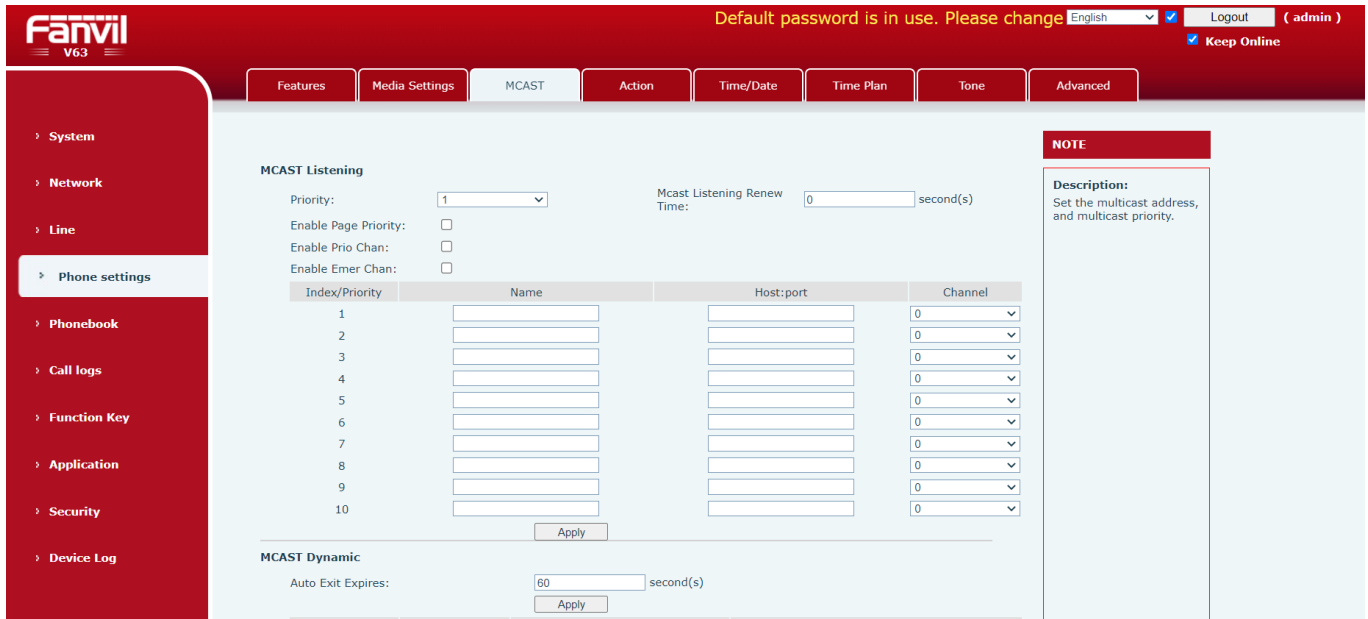 Fanvil
V63
Default password is in use. Please change
English
Logout
( admin )
Keep Online
Features
Media Settings
MCAST
Action
Time/Date
Time Plan
Tone
Advanced
› System
› Network
› Line
› Phone settings
› Phonebook
› Call logs
› Function Key
› Application
› Security
› Device Log
MCAST Listening
Priority: 1
Mcast Listening Renew
Time: 0 second(s)
Enable Page Priority:
Enable Prio Chan:
Enable Emer Chan:
Index/Priority Name Host:port Channel
1 0
2 0
3 0
4 0
5 0
6 0
7 0
8 0
9 0
10 0
Apply
MCAST Dynamic
Auto Exit Expires: 60 second(s)
Apply
NOTE
Description:
Set the multicast address,
and multicast priority.